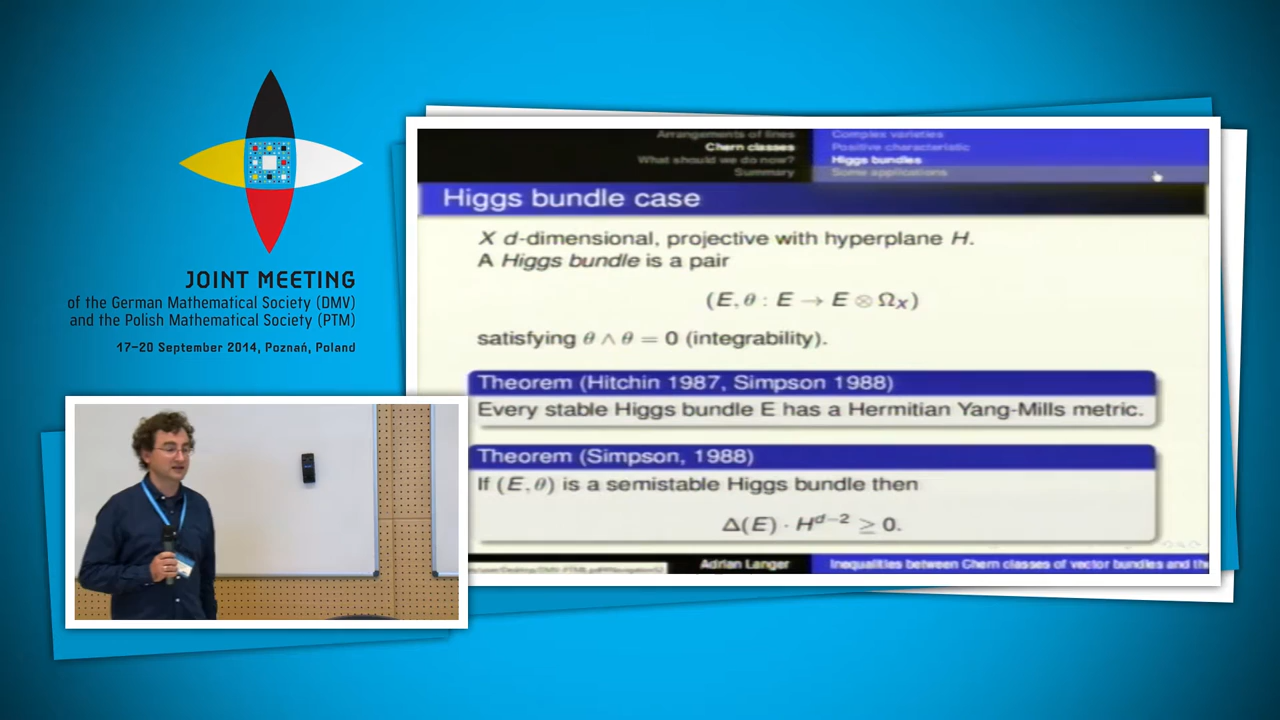 JOINT MEETING
of the German Mathematical Society (DMV)
and the Polish Mathematical Society (PTM)
17–20 September 2014, Poznań, Poland
Arrangements of lines
Chern classes
What should we do now?
Summary
Complex varieties
Positive characteristic
Higgs bundles
Some applications
Higgs bundle case
X d-dimensional, projective with hyperplane H.
A Higgs bundle is a pair
(E, θ : E → E ⊗ Ω_X)
satisfying θ ∧ θ = 0 (integrability).
Theorem (Hitchin 1987, Simpson 1988)
Every stable Higgs bundle E has a Hermitian Yang-Mills metric.
Theorem (Simpson, 1988)
If (E, θ) is a semistable Higgs bundle then
Δ(E) · H^{d−2} ≥ 0.
Adrian Langer
Inequalities between Chern classes of vector bundles and